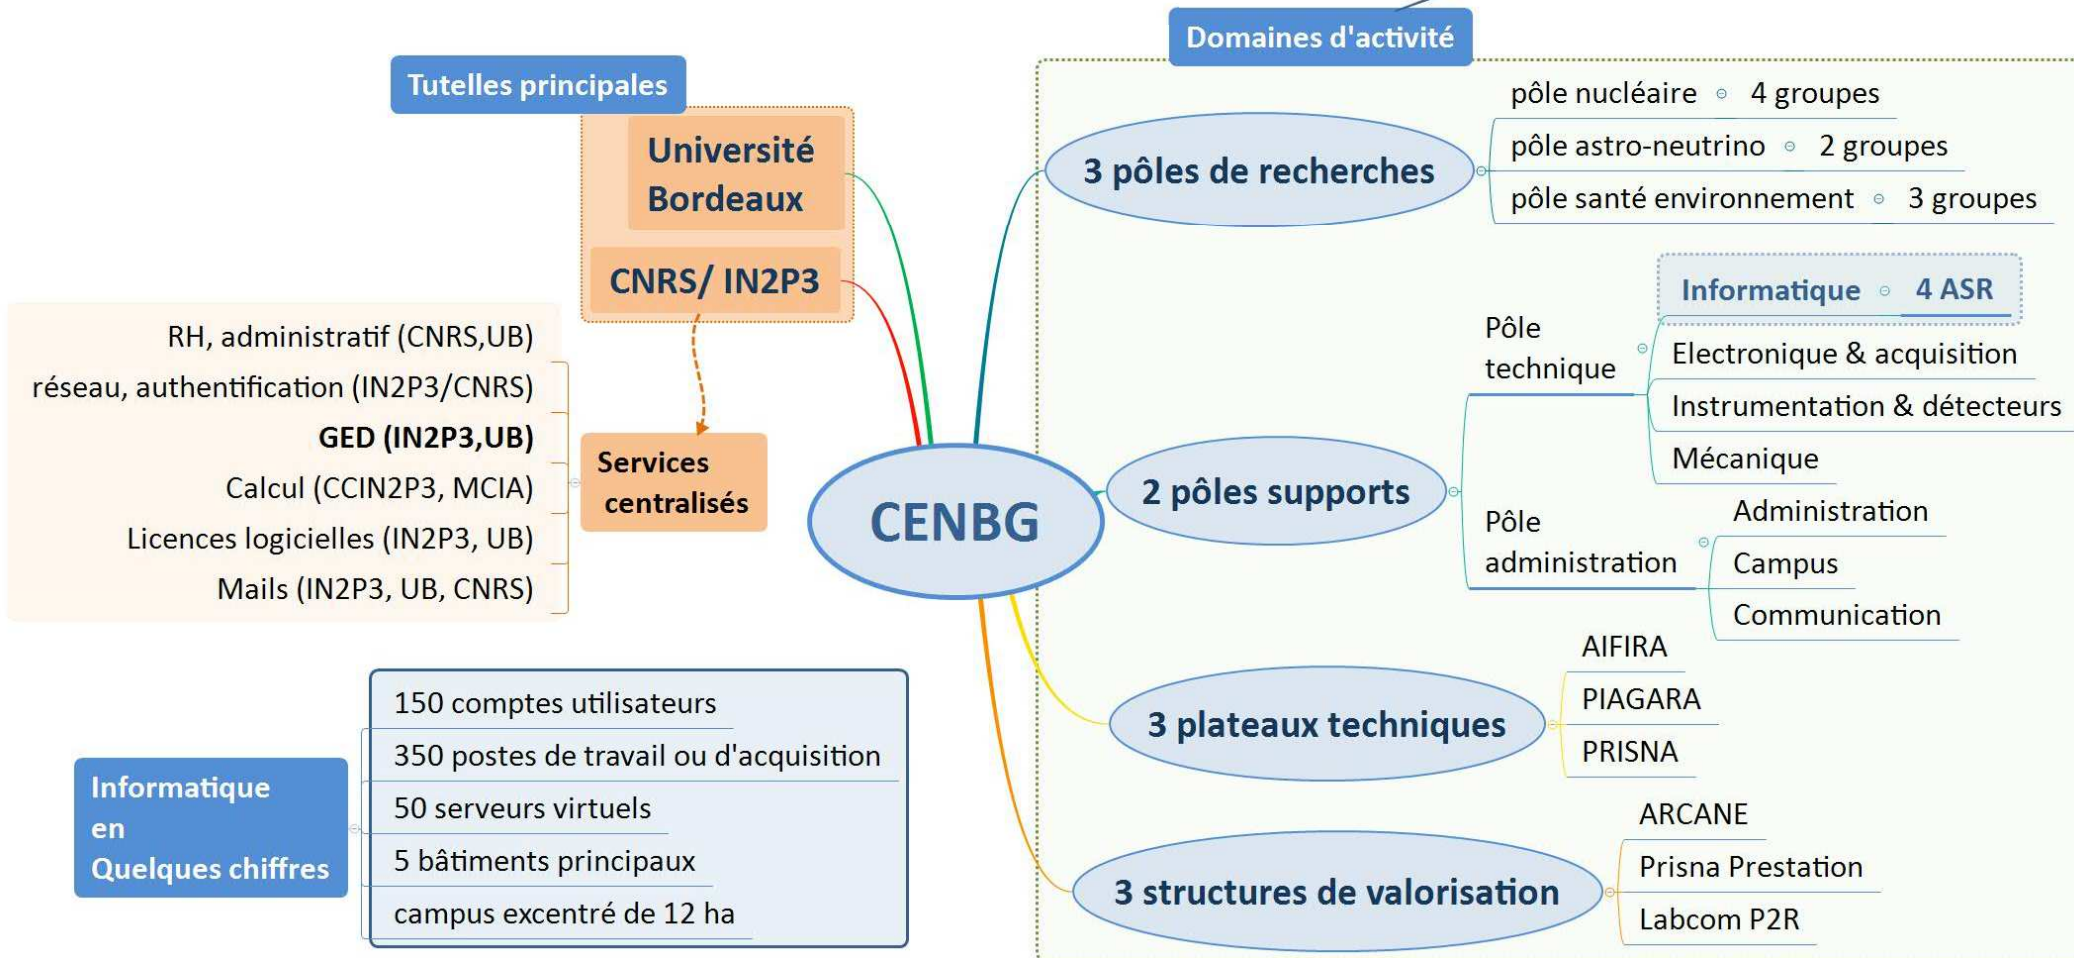 Domaines d'activité
Tutelles principales
Université
Bordeaux
CNRS/ IN2P3
RH, administratif (CNRS,UB)
réseau, authentification (IN2P3/CNRS)
GED (IN2P3,UB)
Calcul (CCIN2P3, MCIA)
Licences logicielles (IN2P3, UB)
Mails (IN2P3, UB, CNRS)
Services
centralisés
CENBG
3 pôles de recherches
pôle nucléaire 4 groupes
pôle astro-neutrino 2 groupes
pôle santé environnement 3 groupes
2 pôles supports
Pôle
technique
Informatique 4 ASR
Electronique & acquisition
Instrumentation & détecteurs
Mécanique
Pôle
administration
Administration
Campus
Communication
3 plateaux techniques
AIFIRA
PIAGARA
PRISNA
3 structures de valorisation
ARCANE
Prisna Prestation
Labcom P2R
Informatique
en
Quelques chiffres
150 comptes utilisateurs
350 postes de travail ou d'acquisition
50 serveurs virtuels
5 bâtiments principaux
campus excentré de 12 ha